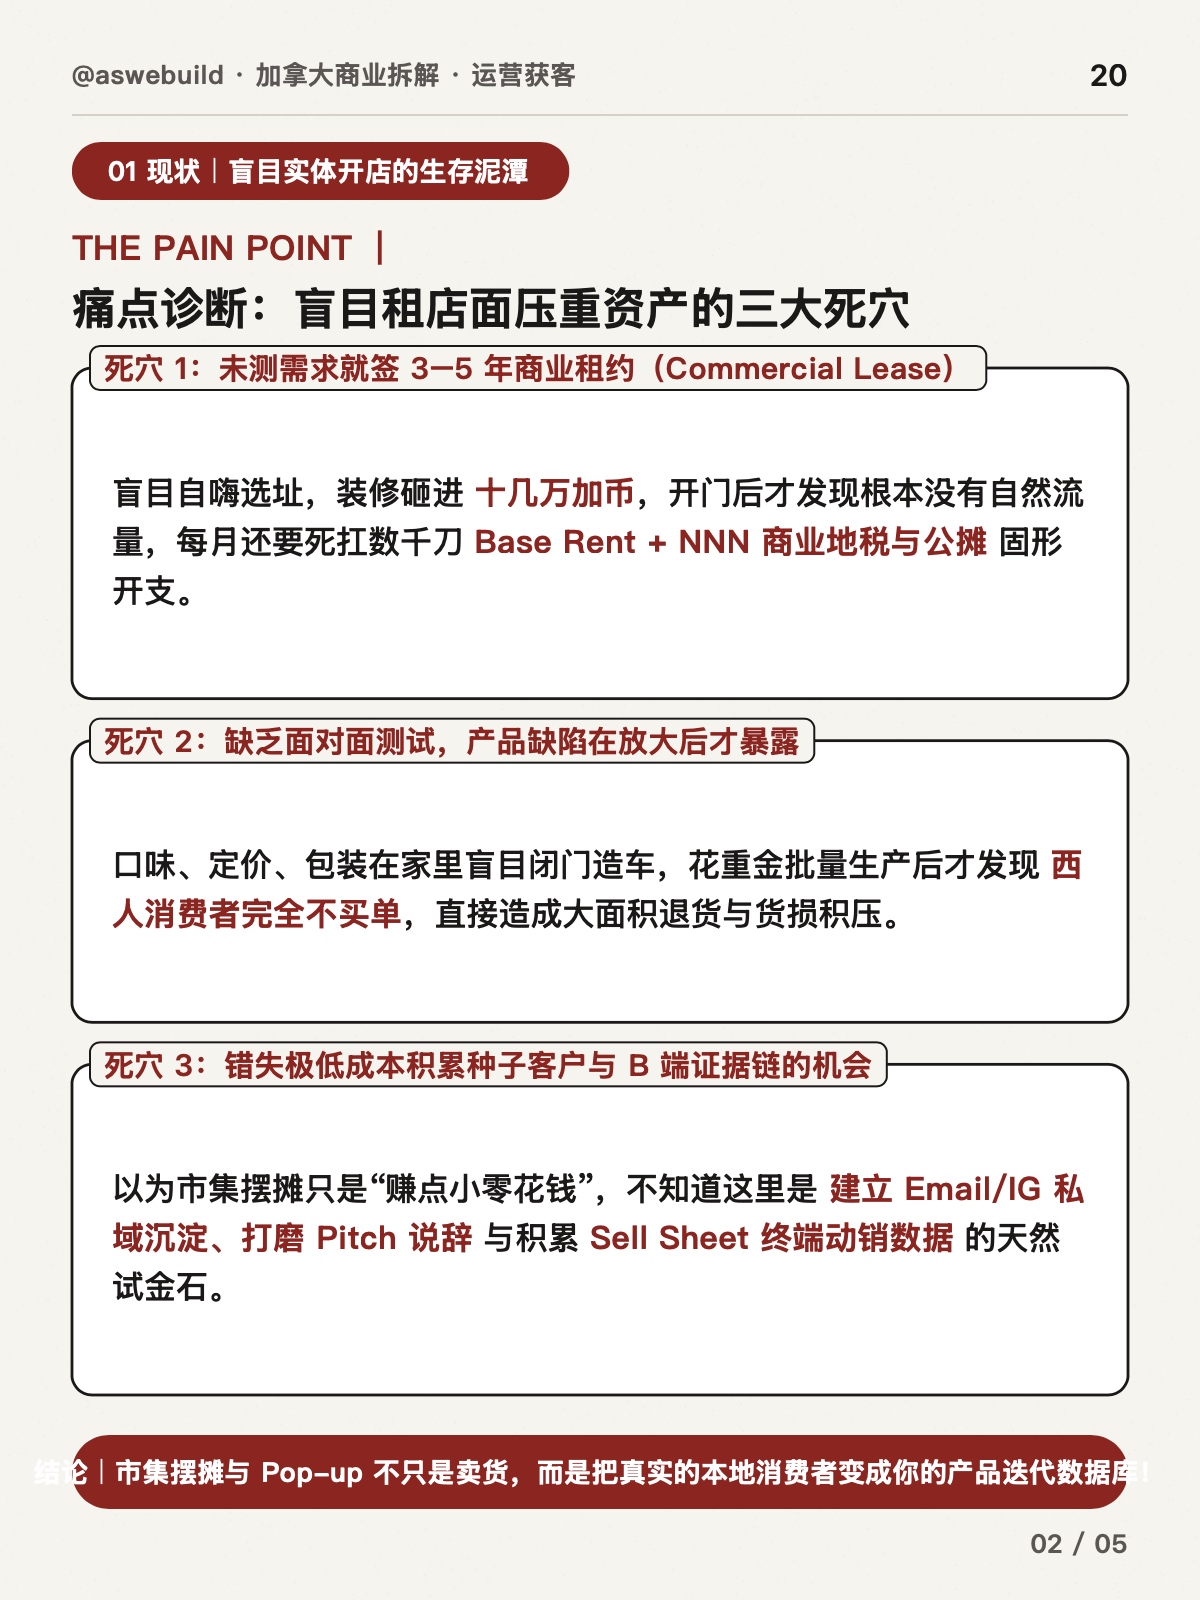 @aswebuild · 加拿大商业拆解 · 运营获客
20
01 现状｜盲目实体开店的生存泥潭
THE PAIN POINT ｜
痛点诊断：盲目租店面压重资产的三大死穴
死穴 1：未测需求就签 3–5 年商业租约（Commercial Lease）
盲目自嗨选址，装修砸进 十几万加币，开门后才发现根本没有自然流
量，每月还要死扛数千刀 Base Rent + NNN 商业地税与公摊 固形
开支。
死穴 2：缺乏面对面测试，产品缺陷在放大后才暴露
口味、定价、包装在家里盲目闭门造车，花重金批量生产后才发现 西
人消费者完全不买单，直接造成大面积退货与货损积压。
死穴 3：错失极低成本积累种子客户与 B 端证据链的机会
以为市集摆摊只是“赚点小零花钱”，不知道这里是 建立 Email/IG 私
域沉淀、打磨 Pitch 说辞 与积累 Sell Sheet 终端动销数据 的天然
试金石。
结论｜市集摆摊与 Pop-up 不只是卖货，而是把真实的本地消费者变成你的产品迭代数据库！
02 / 05